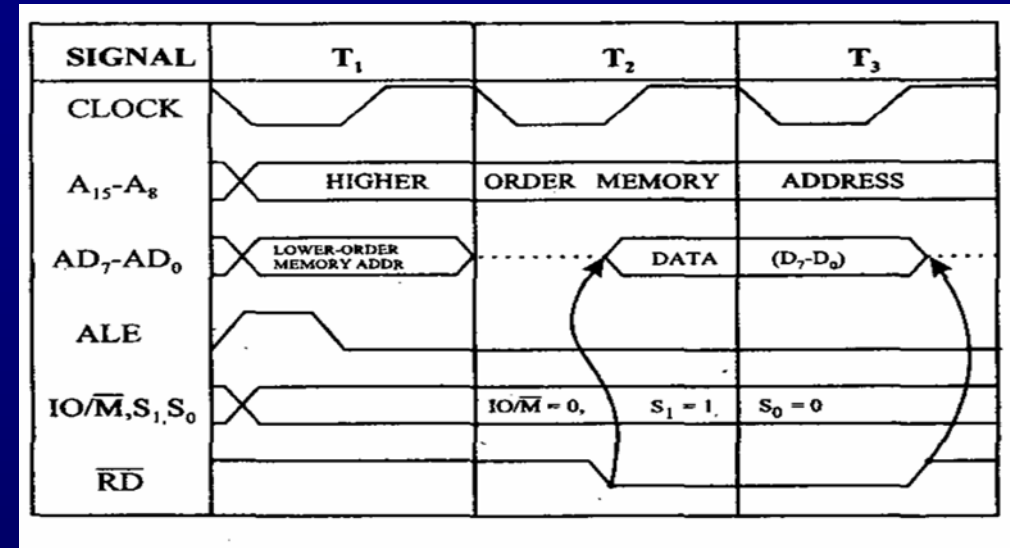 SIGNAL T₁ T₂ T₃
CLOCK
A₁₅-A₈ HIGHER ORDER MEMORY ADDRESS
AD₇-AD₀ LOWER-ORDER MEMORY ADDR DATA (D₇-D₀)
ALE
IO/M̅,S₁,S₀ IO/M̅ = 0, S₁ = 1, S₀ = 0
R̅D̅